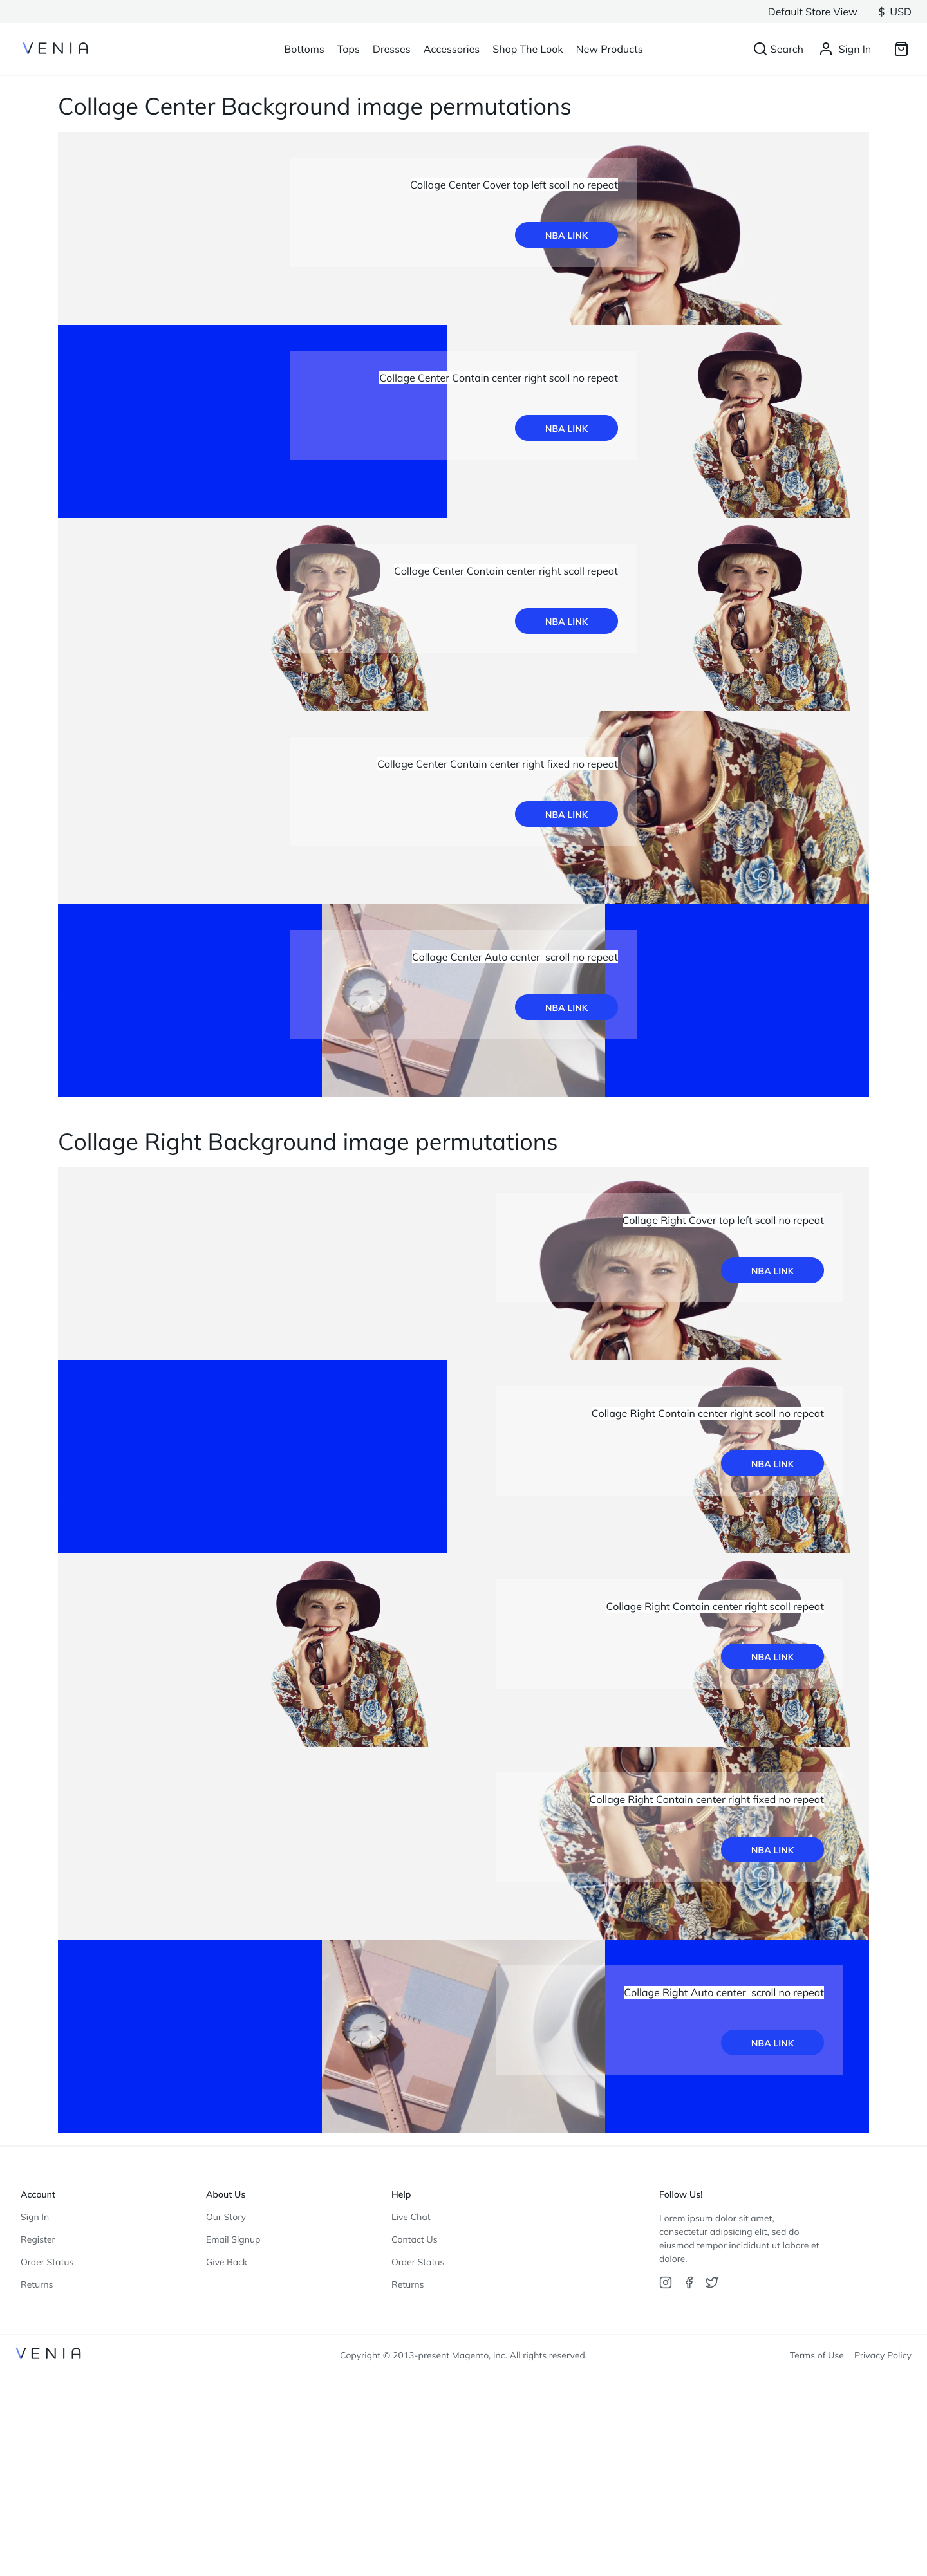 Default Store View $ USD
VENIA Bottoms Tops Dresses Accessories Shop The Look New Products Search Sign In
Collage Center Background image permutations
Collage Center Cover top left scoll no repeat
NBA LINK
Collage Center Contain center right scoll no repeat
NBA LINK
Collage Center Contain center right scoll repeat
NBA LINK
Collage Center Contain center right fixed no repeat
NBA LINK
Collage Center Auto center  scroll no repeat
NBA LINK
Collage Right Background image permutations
Collage Right Cover top left scoll no repeat
NBA LINK
Collage Right Contain center right scoll no repeat
NBA LINK
Collage Right Contain center right scoll repeat
NBA LINK
Collage Right Contain center right fixed no repeat
NBA LINK
Collage Right Auto center  scroll no repeat
NBA LINK
Account
Sign In
Register
Order Status
Returns
About Us
Our Story
Email Signup
Give Back
Help
Live Chat
Contact Us
Order Status
Returns
Follow Us!
Lorem ipsum dolor sit amet,
consectetur adipsicing elit, sed do
eiusmod tempor incididunt ut labore et
dolore.
VENIA Copyright © 2013-present Magento, Inc. All rights reserved. Terms of Use Privacy Policy